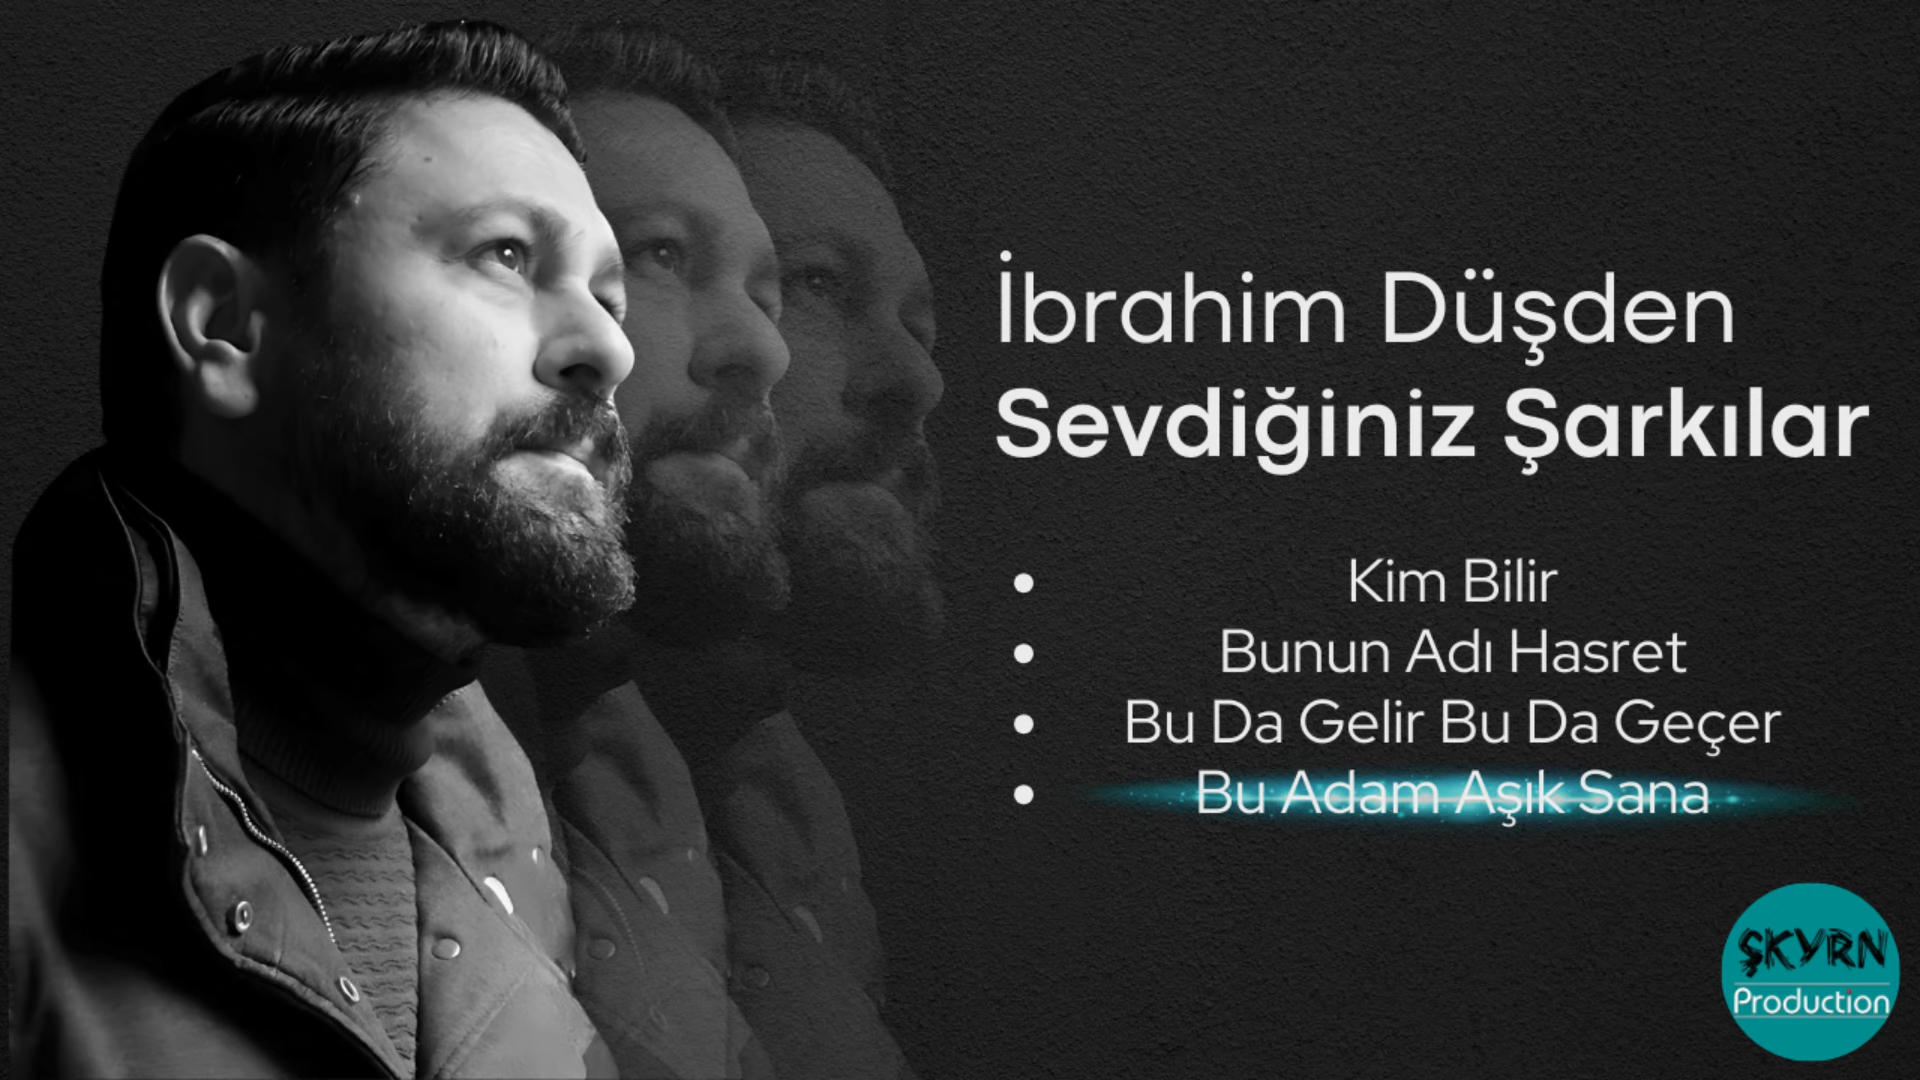 İbrahim Düşden
Sevdiğiniz Şarkılar
• Kim Bilir
• Bunun Adı Hasret
• Bu Da Gelir Bu Da Geçer
• Bu Adam Aşık Sana
ŞKYRN
Production